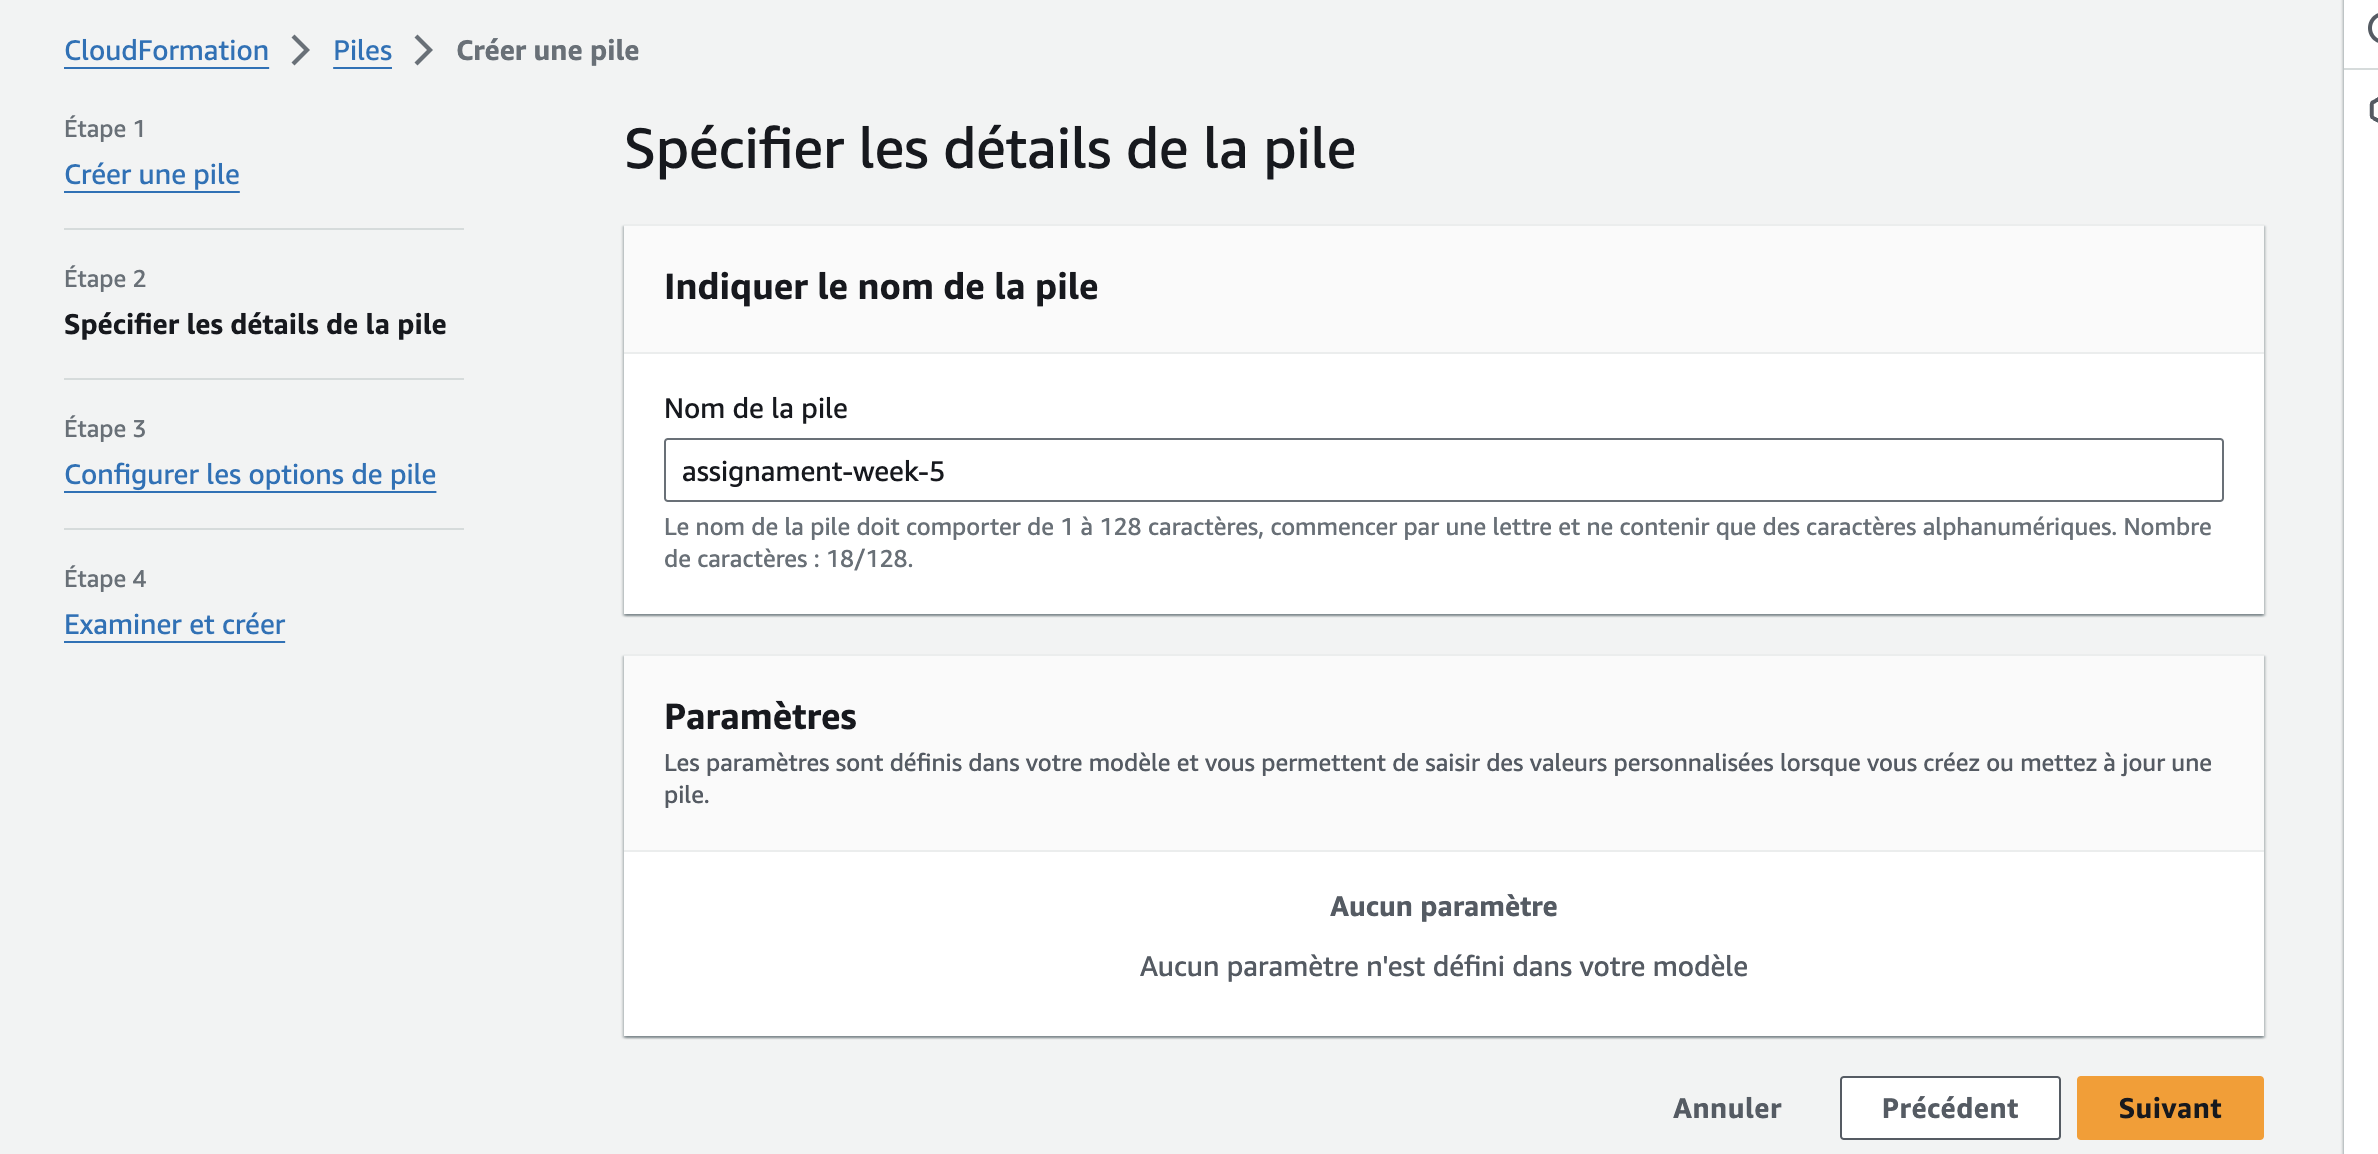 CloudFormation > Piles > Créer une pile
Étape 1
Créer une pile
Étape 2
Spécifier les détails de la pile
Étape 3
Configurer les options de pile
Étape 4
Examiner et créer
Spécifier les détails de la pile
Indiquer le nom de la pile
Nom de la pile
assignament-week-5
Le nom de la pile doit comporter de 1 à 128 caractères, commencer par une lettre et ne contenir que des caractères alphanumériques. Nombre
de caractères : 18/128.
Paramètres
Les paramètres sont définis dans votre modèle et vous permettent de saisir des valeurs personnalisées lorsque vous créez ou mettez à jour une
pile.
Aucun paramètre
Aucun paramètre n'est défini dans votre modèle
Annuler
Précédent
Suivant